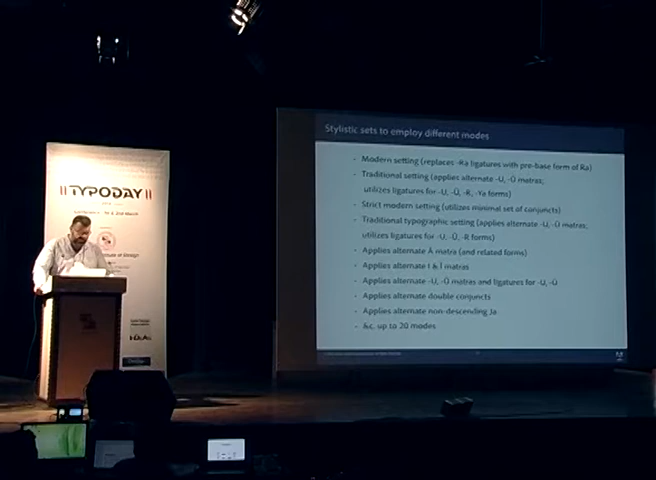 TYPODAY
Stylistic sets to employ different modes
- Modern setting (replaces -Ra ligatures with pre-base form of Ra)
- Traditional setting (applies alternate -U, -Ū matras;
utilizes ligatures for -U, -Ū, -R, -Ya forms)
- Strict modern setting (utilizes minimal set of conjuncts)
- Traditional typographic setting (applies alternate -U, -Ū matras;
utilizes ligatures for -U, -Ū, -R forms)
- Applies alternate Ā matra (and related forms)
- Applies alternate I & Ī matras
- Applies alternate -U, -Ū matras and ligatures for -U, -Ū
- Applies alternate double conjuncts
- Applies alternate non-descending Ja
- &c. up to 20 modes